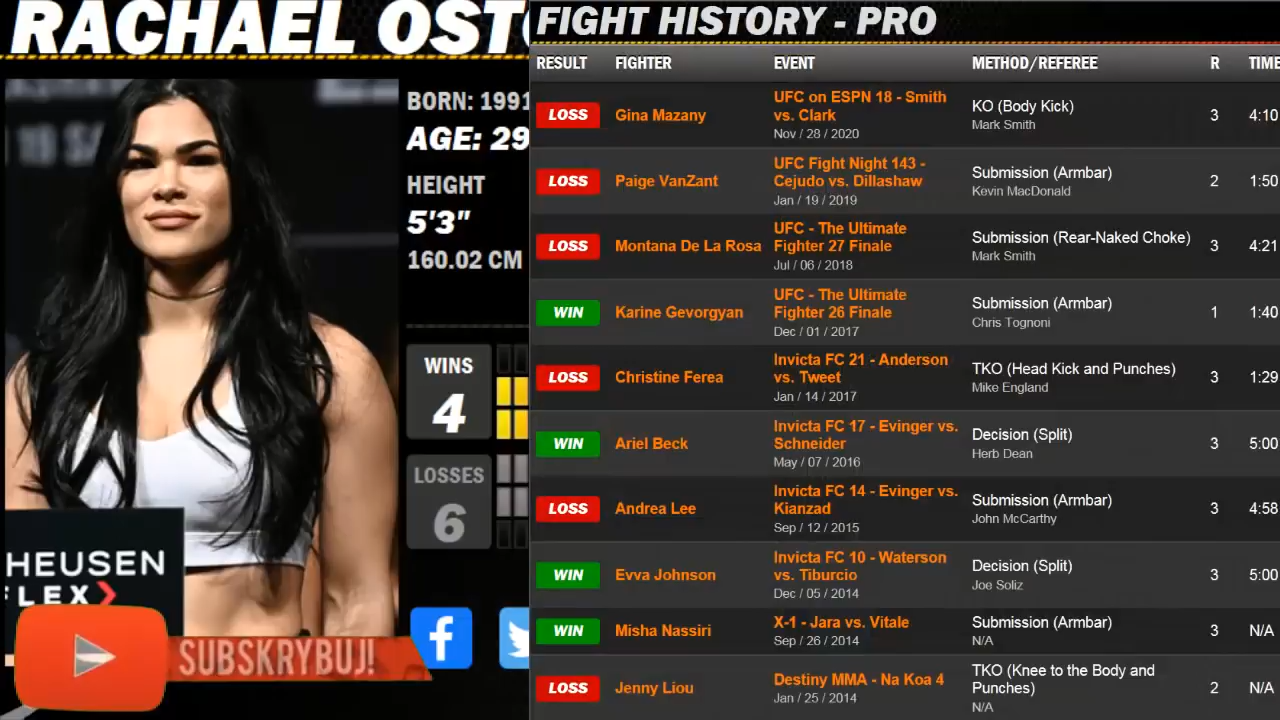 RACHAEL OST
BORN: 1991
AGE: 29
HEIGHT
5'3"
160.02 CM
WINS
4
LOSSES
6
HEUSEN
FLEX
SUBSKRYBUJ!
FIGHT HISTORY - PRO
RESULT FIGHTER EVENT METHOD/REFEREE R TIME
LOSS Gina Mazany UFC on ESPN 18 - Smith vs. Clark Nov / 28 / 2020 KO (Body Kick) Mark Smith 3 4:10
LOSS Paige VanZant UFC Fight Night 143 - Cejudo vs. Dillashaw Jan / 19 / 2019 Submission (Armbar) Kevin MacDonald 2 1:50
LOSS Montana De La Rosa UFC - The Ultimate Fighter 27 Finale Jul / 06 / 2018 Submission (Rear-Naked Choke) Mark Smith 3 4:21
WIN Karine Gevorgyan UFC - The Ultimate Fighter 26 Finale Dec / 01 / 2017 Submission (Armbar) Chris Tognoni 1 1:40
LOSS Christine Ferea Invicta FC 21 - Anderson vs. Tweet Jan / 14 / 2017 TKO (Head Kick and Punches) Mike England 3 1:29
WIN Ariel Beck Invicta FC 17 - Evinger vs. Schneider May / 07 / 2016 Decision (Split) Herb Dean 3 5:00
LOSS Andrea Lee Invicta FC 14 - Evinger vs. Kianzad Sep / 12 / 2015 Submission (Armbar) John McCarthy 3 4:58
WIN Evva Johnson Invicta FC 10 - Waterson vs. Tiburcio Dec / 05 / 2014 Decision (Split) Joe Soliz 3 5:00
WIN Misha Nassiri X-1 - Jara vs. Vitale Sep / 26 / 2014 Submission (Armbar) N/A 3 N/A
LOSS Jenny Liou Destiny MMA - Na Koa 4 Jan / 25 / 2014 TKO (Knee to the Body and Punches) N/A 2 N/A